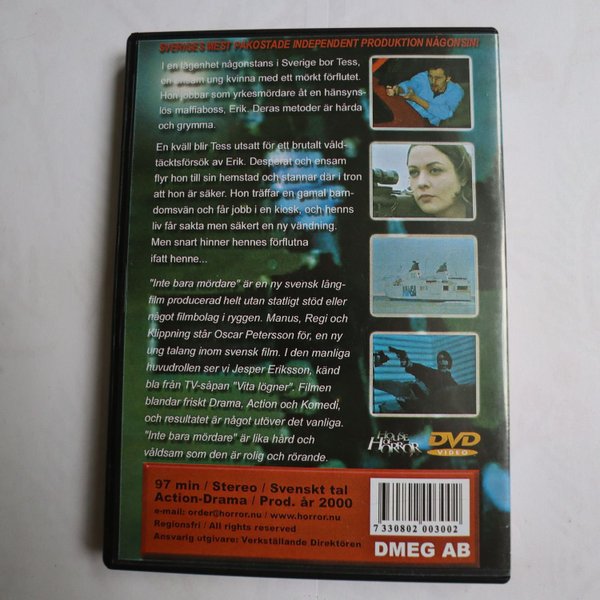 SVERIGES MEST PÅKOSTADE INDEPENDENT PRODUKTION NÅGONSIN!
I en lägenhet någonstans i Sverige bor Tess,
en ensam ung kvinna med ett mörkt förflutet.
Hon jobbar som yrkesmördare åt en hänsyns-
lös maffiaboss, Erik. Deras metoder är hårda
och grymma.
En kväll blir Tess utsatt för ett brutalt våld-
täcktsförsök av Erik. Desperat och ensam
flyr hon till sin hemstad och stannar där i tron
att hon är säker. Hon träffar en gamal barn-
domsvän och får jobb i en kiosk, och henns
liv får sakta men säkert en ny vändning.
Men snart hinner hennes förflutna
ifatt henne...
"Inte bara mördare" är en ny svensk lång-
film producerad helt utan statligt stöd eller
något filmbolag i ryggen. Manus, Regi och
Klippning står Oscar Petersson för, en ny
ung talang inom svensk film. I den manliga
huvudrollen ser vi Jesper Eriksson, känd
bla från TV-såpan "Vita lögner". Filmen
blandar friskt Drama, Action och Komedi,
och resultatet är något utöver det vanliga.
"Inte bara mördare" är lika hård och
våldsam som den är rolig och rörande.
HOUSE OF HORROR
DVD
VIDEO
97 min / Stereo / Svenskt tal
Action-Drama / Prod. år 2000
e-mail: order@horror.nu / www.horror.nu
Regionsfri / All rights reserved
Ansvarig utgivare: Verkställande Direktören
7 330802 003002
DMEG AB